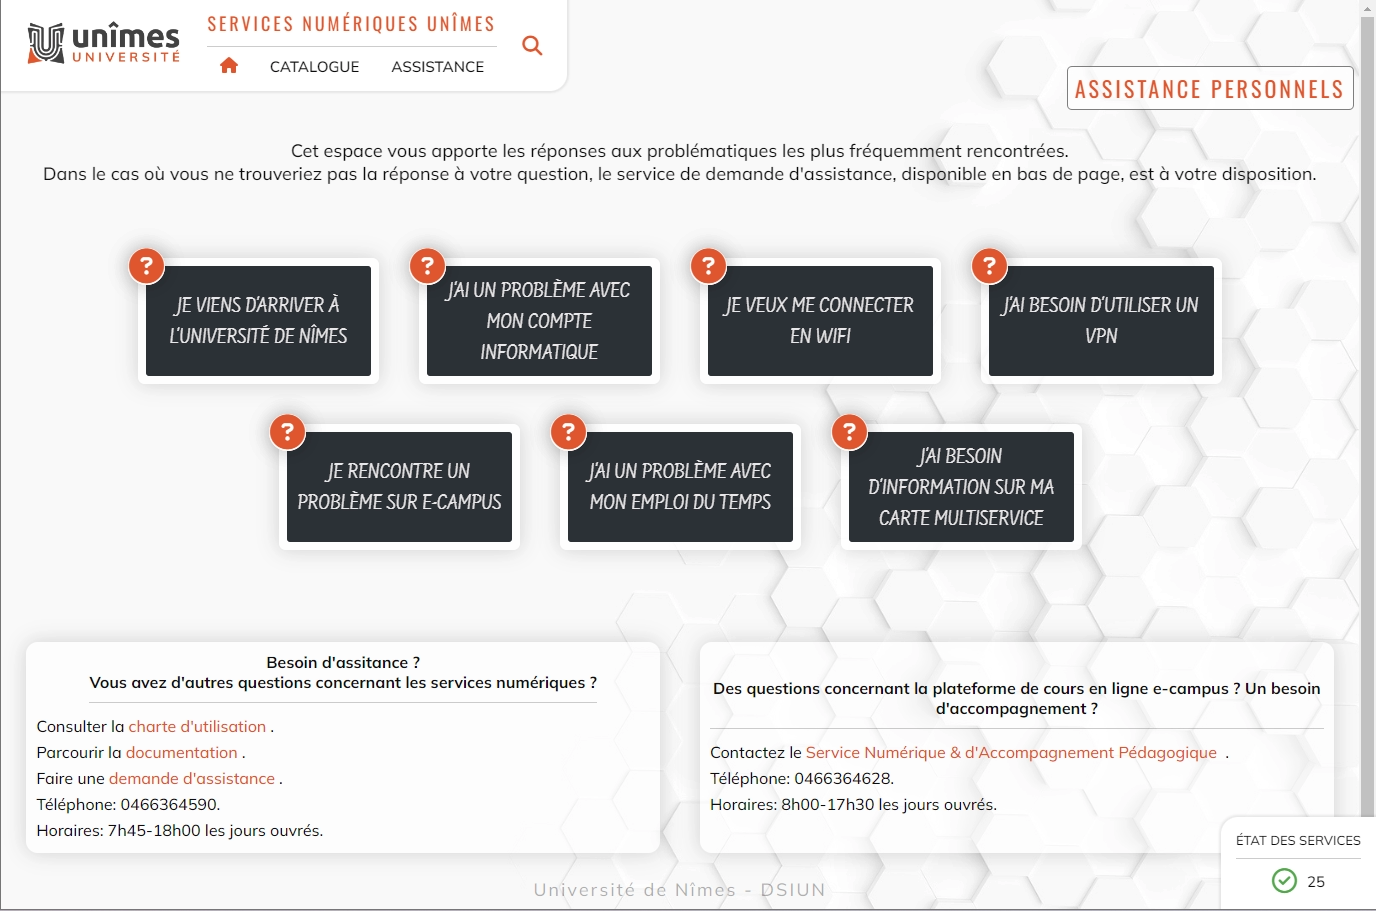 unîmes
UNIVERSITÉ
SERVICES NUMÉRIQUES UNÎMES
CATALOGUE
ASSISTANCE
ASSISTANCE PERSONNELS
Cet espace vous apporte les réponses aux problématiques les plus fréquemment rencontrées.
Dans le cas où vous ne trouveriez pas la réponse à votre question, le service de demande d'assistance, disponible en bas de page, est à votre disposition.
?
JE VIENS D'ARRIVER À
L'UNIVERSITÉ DE NÎMES
?
J'AI UN PROBLÈME AVEC
MON COMPTE
INFORMATIQUE
?
JE VEUX ME CONNECTER
EN WIFI
?
J'AI BESOIN D'UTILISER UN
VPN
?
JE RENCONTRE UN
PROBLÈME SUR E-CAMPUS
?
J'AI UN PROBLÈME AVEC
MON EMPLOI DU TEMPS
?
J'AI BESOIN
D'INFORMATION SUR MA
CARTE MULTISERVICE
Besoin d'assitance ?
Vous avez d'autres questions concernant les services numériques ?
Consulter la charte d'utilisation .
Parcourir la documentation .
Faire une demande d'assistance .
Téléphone: 0466364590.
Horaires: 7h45-18h00 les jours ouvrés.
Des questions concernant la plateforme de cours en ligne e-campus ? Un besoin
d'accompagnement ?
Contactez le Service Numérique & d'Accompagnement Pédagogique .
Téléphone: 0466364628.
Horaires: 8h00-17h30 les jours ouvrés.
ÉTAT DES SERVICES
25
Université de Nîmes - DSIUN